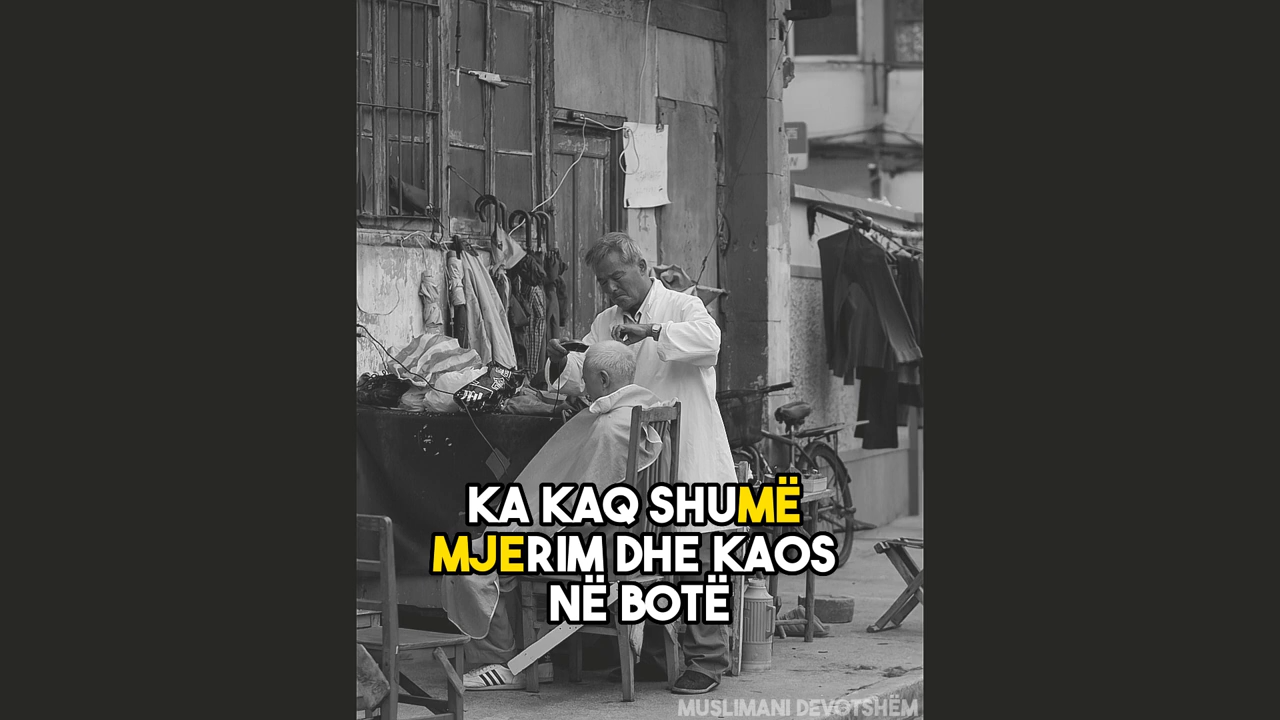 KA KAQ SHUMË
MJERIM DHE KAOS
NË BOTË
MUSLIMANI DEVOTSHËM